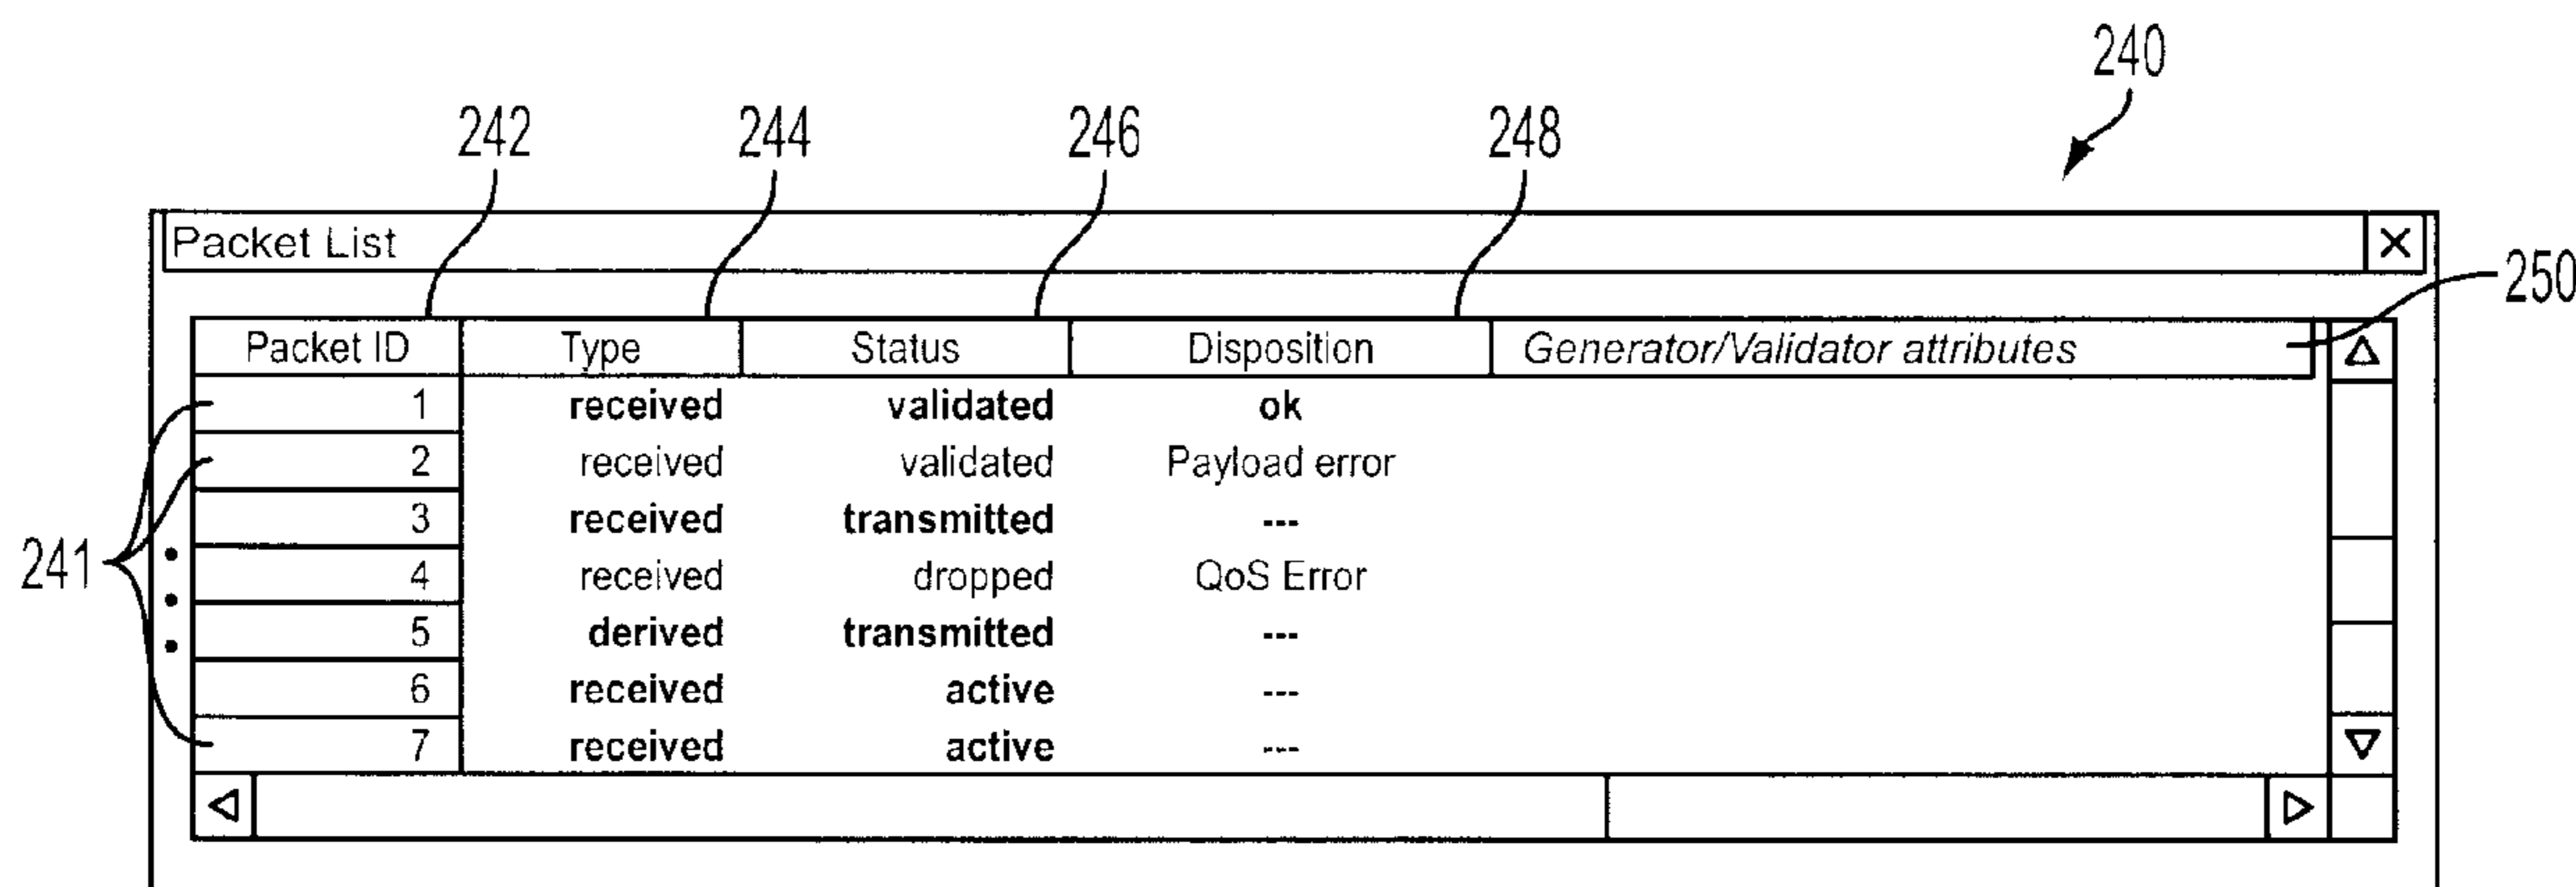 240
242 244 246 248
Packet List
250
Packet ID Type Status Disposition Generator/Validator attributes
1 received validated ok
2 received validated Payload error
3 received transmitted ---
241
4 received dropped QoS Error
5 derived transmitted ---
6 received active ---
7 received active ---